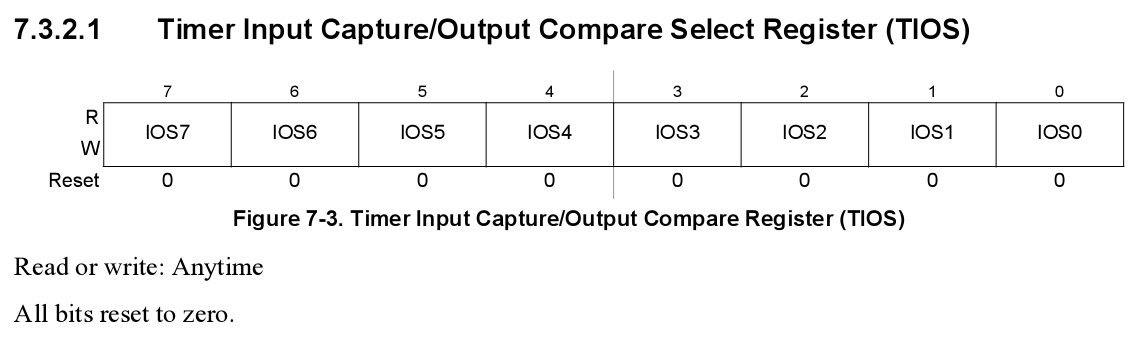 7.3.2.1 Timer Input Capture/Output Compare Select Register (TIOS)
7 6 5 4 3 2 1 0
R
IOS7 IOS6 IOS5 IOS4 IOS3 IOS2 IOS1 IOS0
W
Reset 0 0 0 0 0 0 0 0
Figure 7-3. Timer Input Capture/Output Compare Register (TIOS)
Read or write: Anytime
All bits reset to zero.